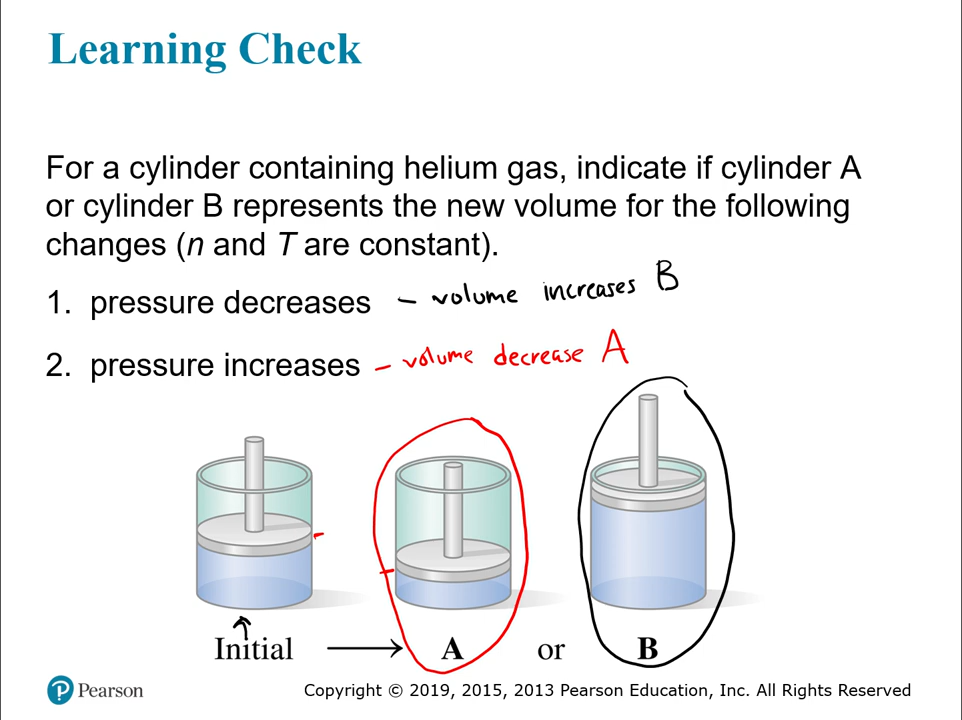 Learning Check
For a cylinder containing helium gas, indicate if cylinder A
or cylinder B represents the new volume for the following
changes (n and T are constant).
1. pressure decreases – volume increases B
2. pressure increases – volume decrease A
Initial A or B
Pearson Copyright © 2019, 2015, 2013 Pearson Education, Inc. All Rights Reserved